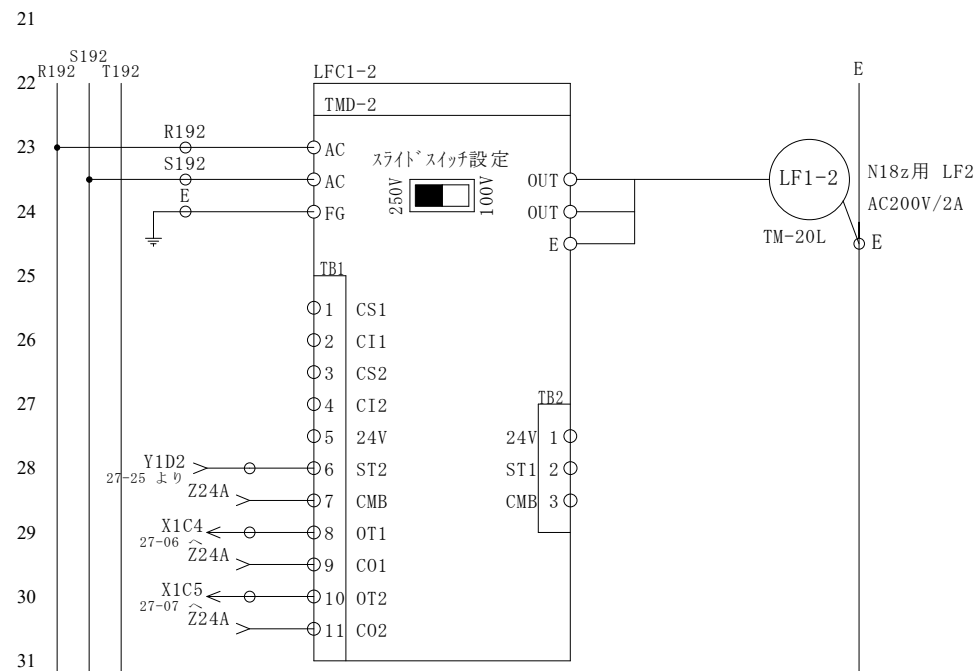 21
S192
R192 T192
22 LFC1-2 E
TMD-2
23 R192 AC スライドスイッチ設定
S192 AC 250V 100V OUT LF1-2 N18z用 LF2
24 E FG OUT AC200V/2A
E TM-20L E
25 TB1
1 CS1
26 2 CI1
3 CS2
27 4 CI2 TB2
5 24V 24V 1
28 Y1D2 6 ST2 ST1 2
27-25 より
Z24A 7 CMB CMB 3
29 X1C4 8 OT1
27-06 へ
Z24A 9 CO1
30 X1C5 10 OT2
27-07 へ
Z24A 11 CO2
31